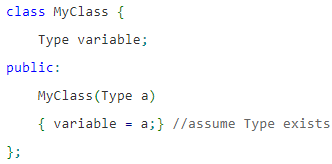 class MyClass {
    Type variable;
public:
    MyClass(Type a)
    { variable = a;} //assume Type exists
};